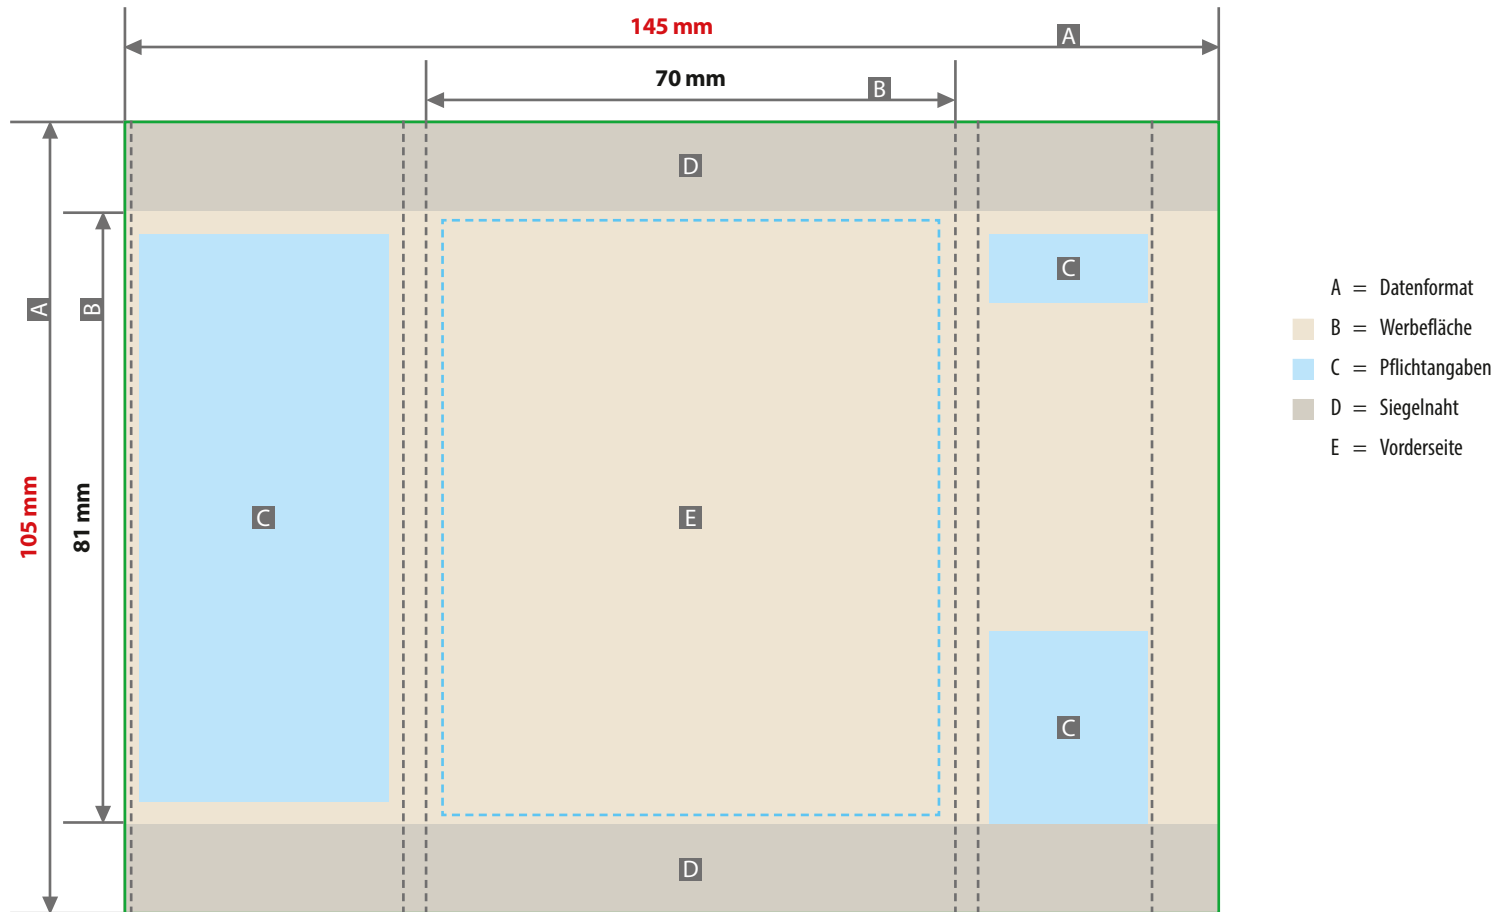 145 mm
A
70 mm
B
D
A
B
C
C
A = Datenformat
B = Werbefläche
C = Pflichtangaben
D = Siegelnaht
E = Vorderseite
105 mm
81 mm
C
E
C
D